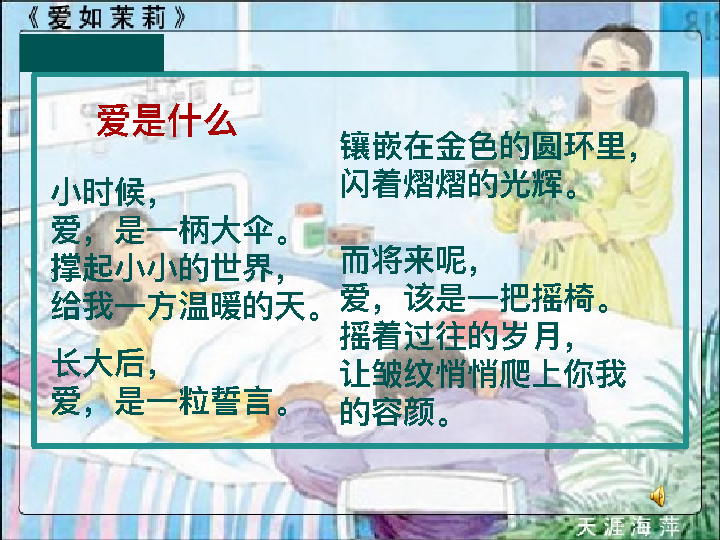 《爱如茉莉》
爱是什么
小时候，
爱，是一柄大伞。
撑起小小的世界，
给我一方温暖的天。
长大后，
爱，是一粒誓言。
镶嵌在金色的圆环里，
闪着熠熠的光辉。
而将来呢，
爱，该是一把摇椅。
摇着过往的岁月，
让皱纹悄悄爬上你我
的容颜。
天涯海萍